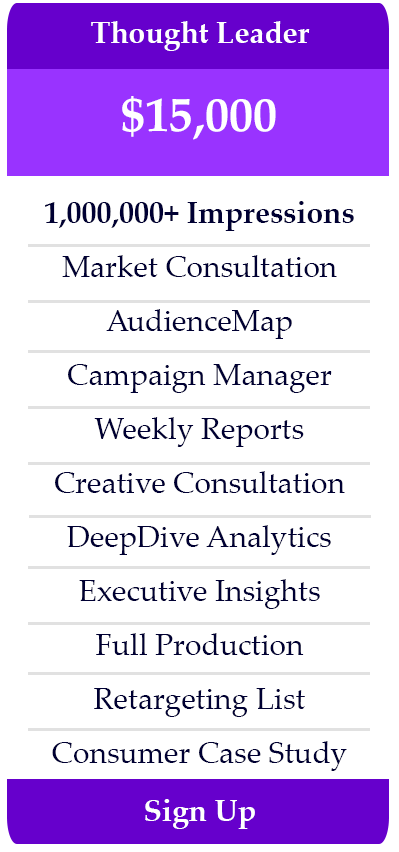 Thought Leader
$15,000
1,000,000+ Impressions
Market Consultation
AudienceMap
Campaign Manager
Weekly Reports
Creative Consultation
DeepDive Analytics
Executive Insights
Full Production
Retargeting List
Consumer Case Study
Sign Up